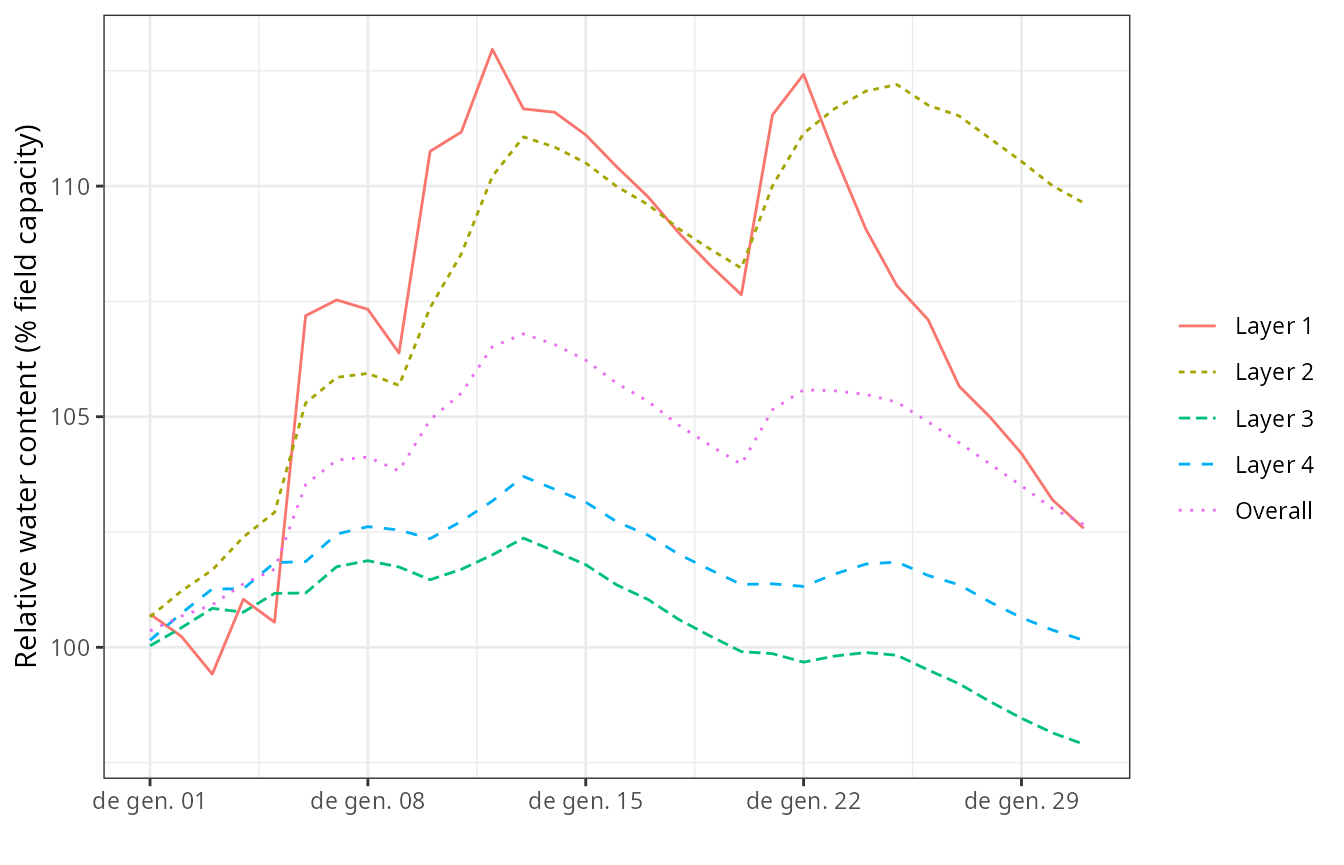 Relative water content (% field capacity)
110
105
100
de gen. 01
de gen. 08
de gen. 15
de gen. 22
de gen. 29
Layer 1
Layer 2
Layer 3
Layer 4
Overall